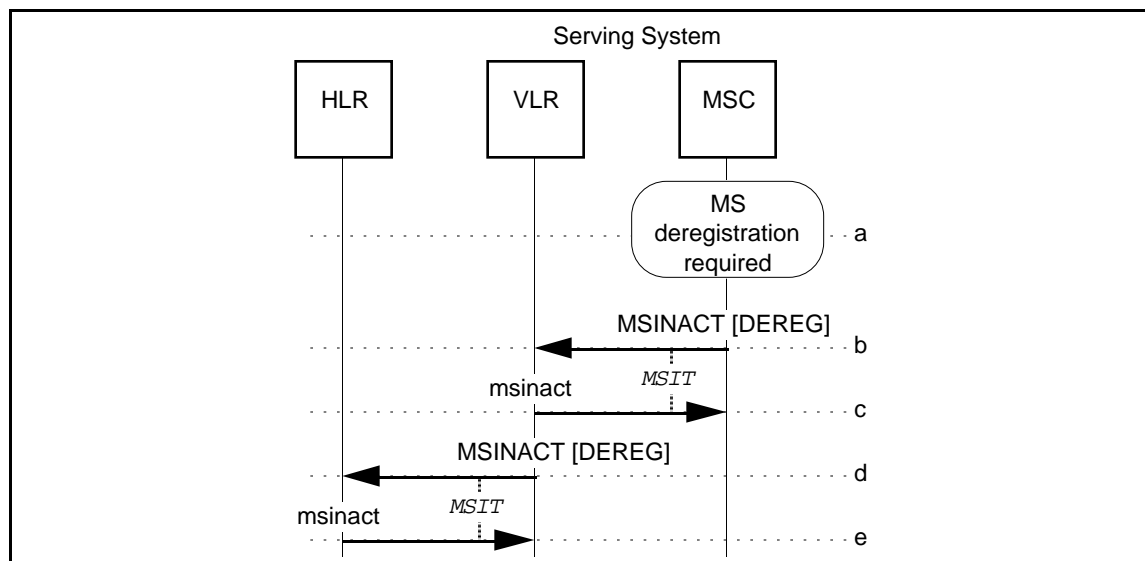 Serving System
HLR
VLR
MSC
MS
deregistration
required
a
MSINACT [DEREG]
b
MSIT
msinact
c
MSINACT [DEREG]
d
MSIT
msinact
e